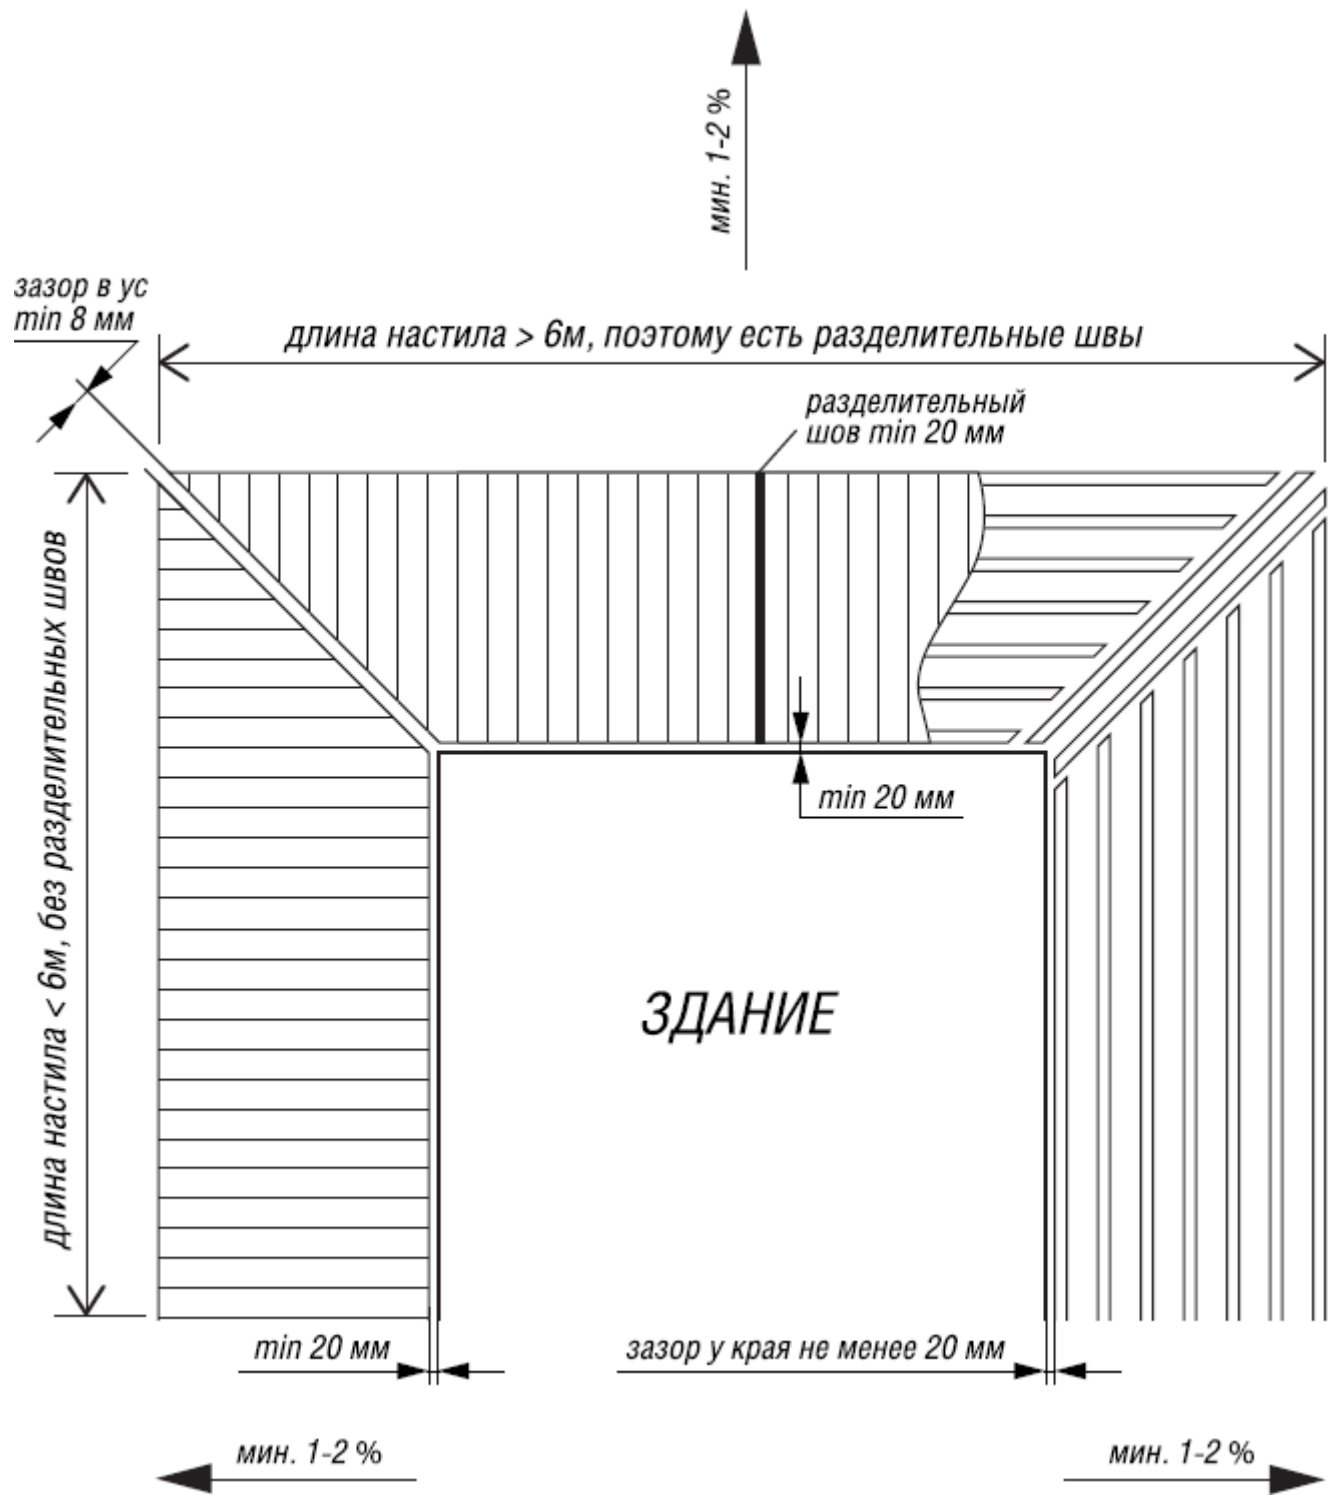 мин. 1-2 %
зазор в ус
min 8 мм
длина настила > 6м, поэтому есть разделительные швы
разделительный
шов min 20 мм
длина настила < 6м, без разделительных швов
min 20 мм
ЗДАНИЕ
min 20 мм
зазор у края не менее 20 мм
мин. 1-2 %
мин. 1-2 %